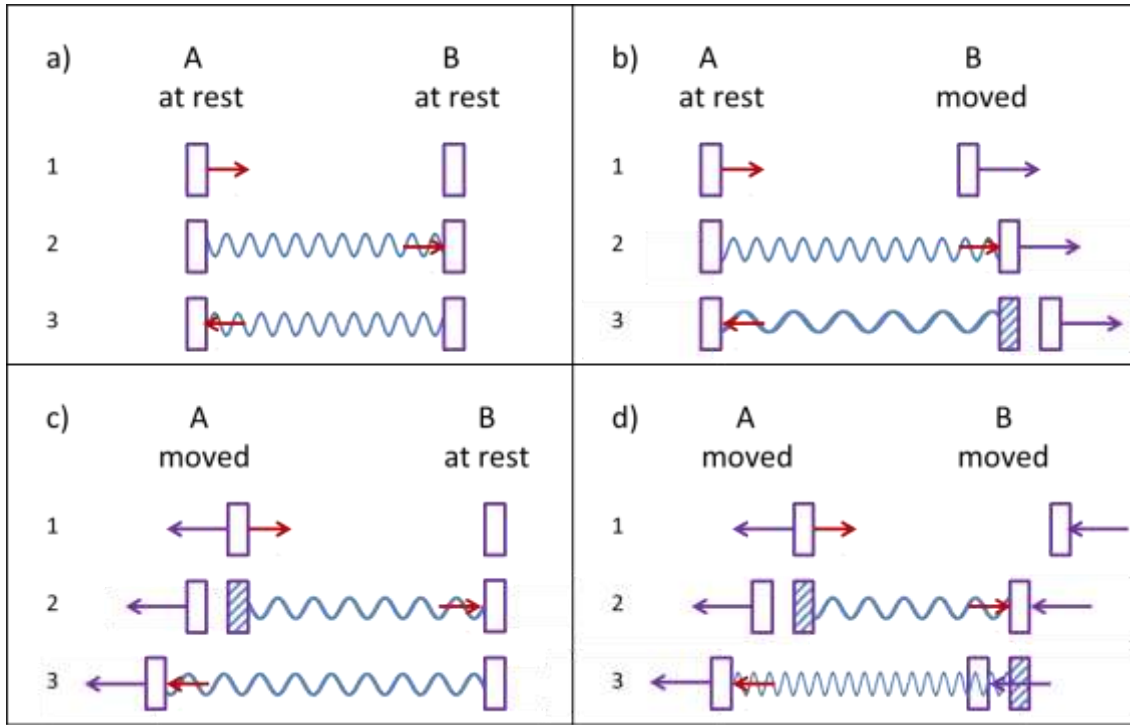 a) A B
at rest at rest
1
2
3
b) A B
at rest moved
1
2
3
c) A B
moved at rest
1
2
3
d) A B
moved moved
1
2
3